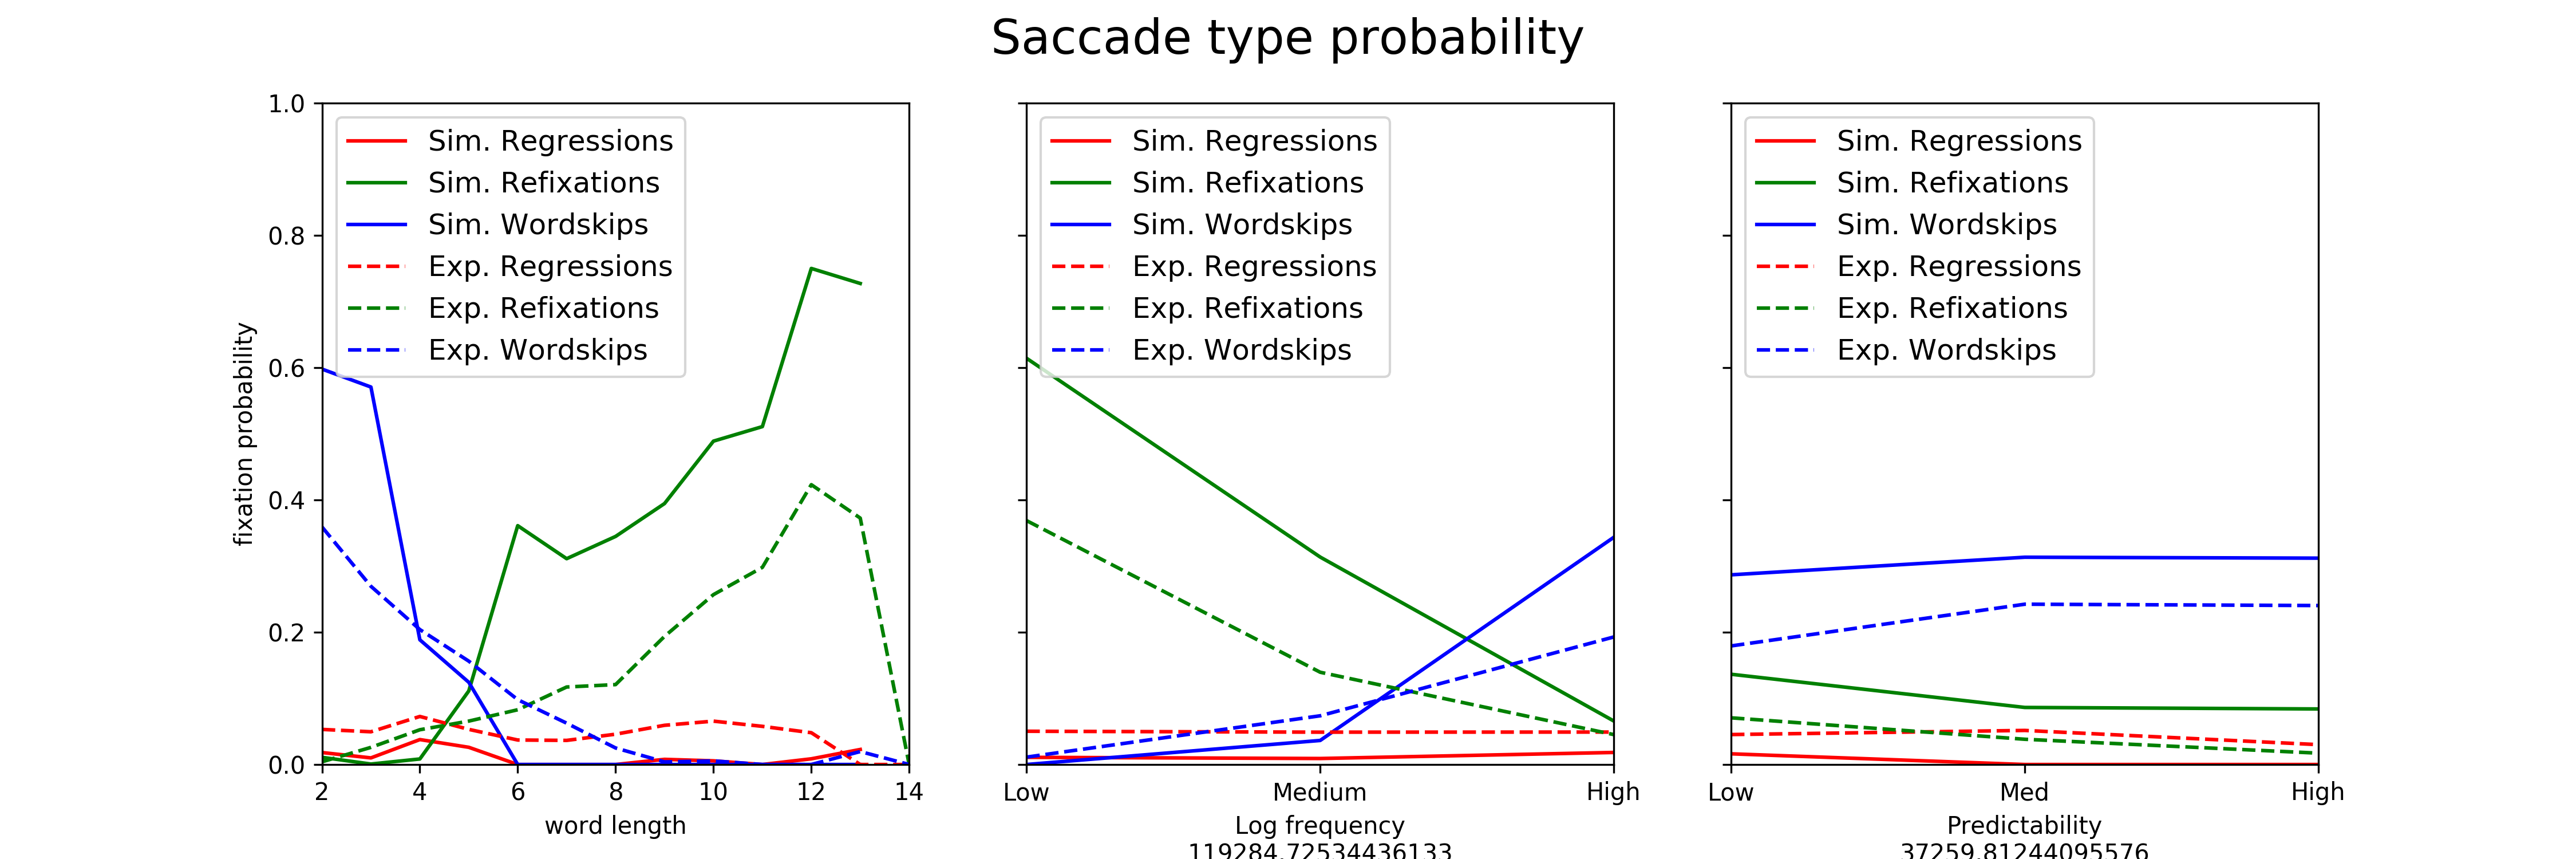 Saccade type probability
1.0
0.8
0.6
0.4
0.2
0.0
fixation probability
Sim. Regressions
Sim. Refixations
Sim. Wordskips
Exp. Regressions
Exp. Refixations
Exp. Wordskips
2 4 6 8 10 12 14
word length
Sim. Regressions
Sim. Refixations
Sim. Wordskips
Exp. Regressions
Exp. Refixations
Exp. Wordskips
Low Medium High
Log frequency
119284.72534436133
Sim. Regressions
Sim. Refixations
Sim. Wordskips
Exp. Regressions
Exp. Refixations
Exp. Wordskips
Low Med High
Predictability
37259.81244095576